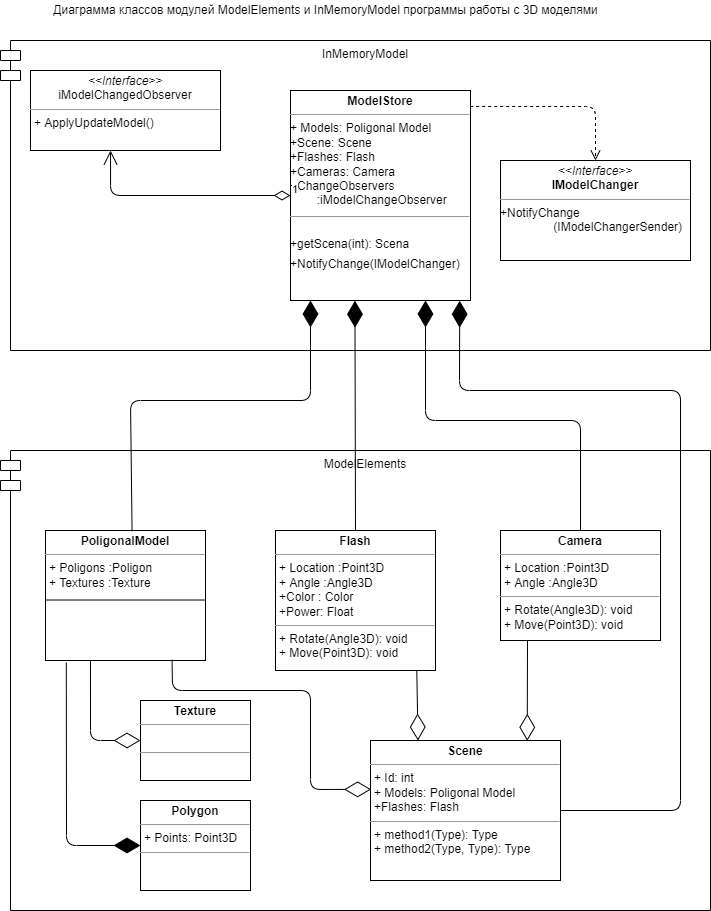 Диаграмма классов модулей ModelElements и InMemoryModel программы работы с 3D моделями
InMemoryModel
<<Interface>>
iModelChangedObserver
+ ApplyUpdateModel()
ModelStore
+ Models: Poligonal Model
+Scene: Scene
+Flashes: Flash
+Cameras: Camera
-ChangeObservers
:iModelChangeObserver
1
+getScena(int): Scena
+NotifyChange(IModelChanger)
<<Interface>>
IModelChanger
+NotifyChange
(IModelChangerSender)
ModelElements
PoligonalModel
+ Poligons :Poligon
+ Textures :Texture
Flash
+ Location :Point3D
+ Angle :Angle3D
+Color : Color
+Power: Float
+ Rotate(Angle3D): void
+ Move(Point3D): void
Camera
+ Location :Point3D
+ Angle :Angle3D
+ Rotate(Angle3D): void
+ Move(Point3D): void
Texture
Polygon
+ Points: Point3D
Scene
+ Id: int
+ Models: Poligonal Model
+Flashes: Flash
+ method1(Type): Type
+ method2(Type, Type): Type